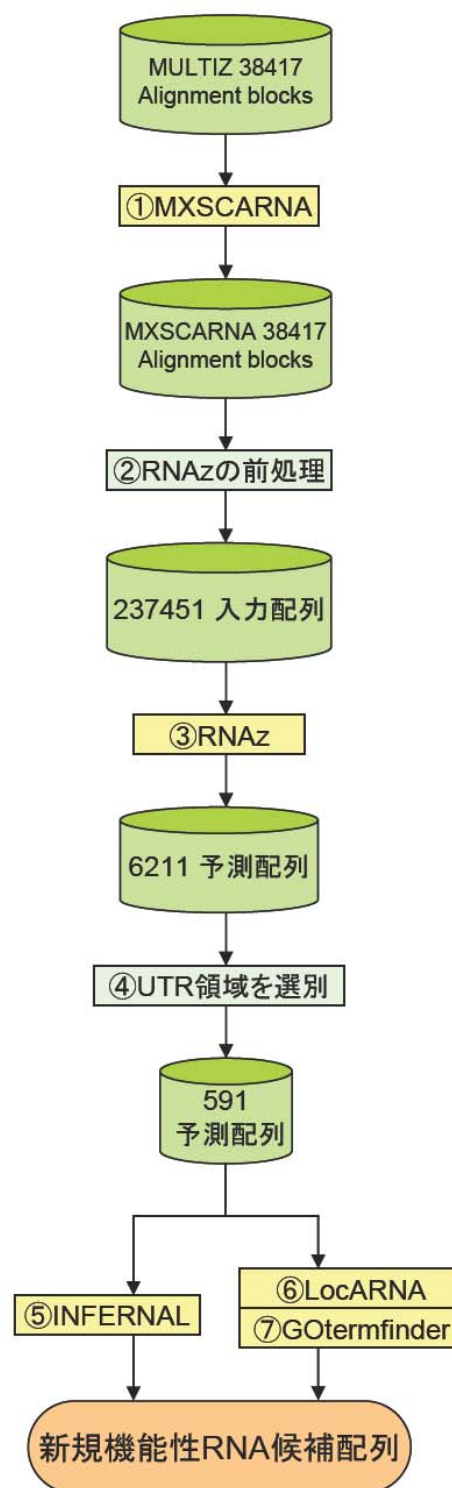 MULTIZ 38417
Alignment blocks
①MXSCARNA
MXSCARNA 38417
Alignment blocks
②RNAzの前処理
237451 入力配列
③RNAz
6211 予測配列
④UTR領域を選別
591
予測配列
⑤INFERNAL
⑥LocARNA
⑦GOtermfinder
新規機能性RNA候補配列